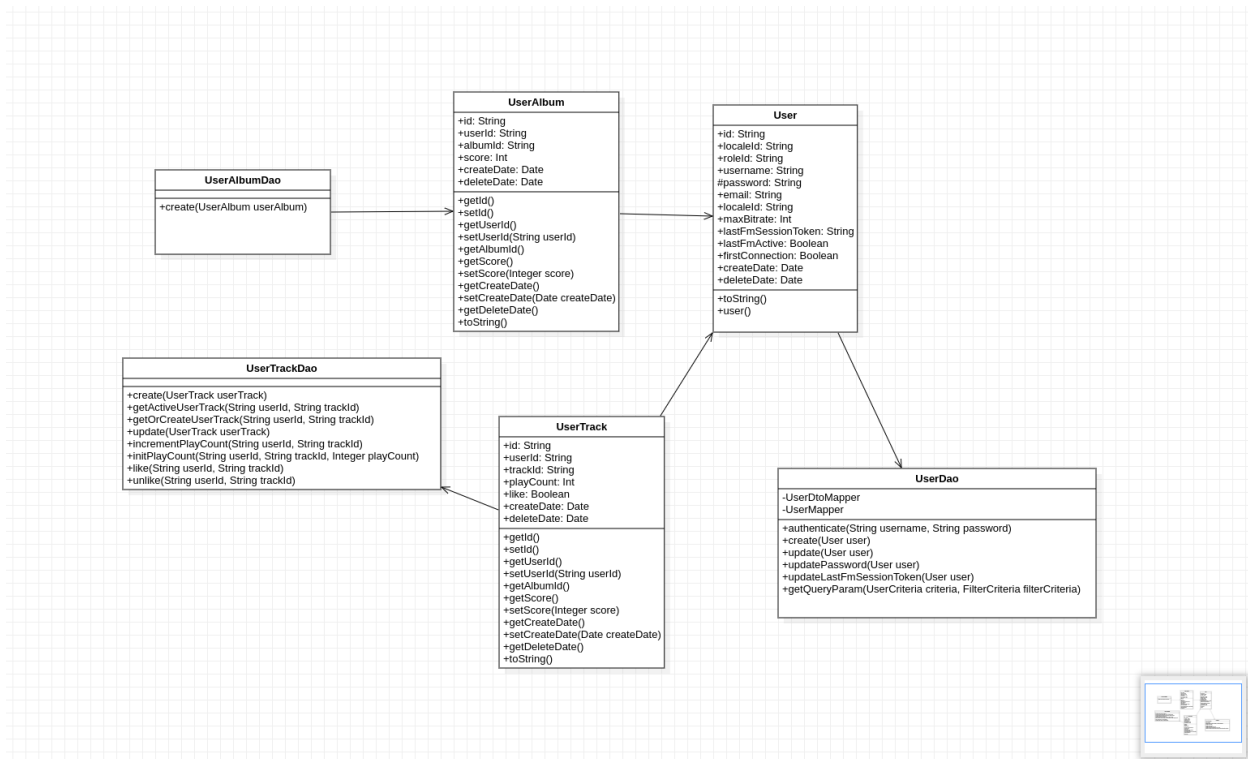 UserAlbum
+id: String
+userId: String
+albumId: String
+score: Int
+createDate: Date
+deleteDate: Date
+getId()
+setId()
+getUserId()
+setUserId(String userId)
+getAlbumId()
+getScore()
+setScore(Integer score)
+getCreateDate()
+setCreateDate(Date createDate)
+getDeleteDate()
+toString()
User
+id: String
+localeId: String
+roleId: String
+username: String
#password: String
+email: String
+localeId: String
+maxBitrate: Int
+lastFmSessionToken: String
+lastFmActive: Boolean
+firstConnection: Boolean
+createDate: Date
+deleteDate: Date
+toString()
+user()
UserAlbumDao
+create(UserAlbum userAlbum)
UserTrackDao
+create(UserTrack userTrack)
+getActiveUserTrack(String userId, String trackId)
+getOrCreateUserTrack(String userId, String trackId)
+update(UserTrack userTrack)
+incrementPlayCount(String userId, String trackId)
+initPlayCount(String userId, String trackId, Integer playCount)
+like(String userId, String trackId)
+unlike(String userId, String trackId)
UserTrack
+id: String
+userId: String
+trackId: String
+playCount: Int
+like: Boolean
+createDate: Date
+deleteDate: Date
+getId()
+setId()
+getUserId()
+setUserId(String userId)
+getAlbumId()
+getScore()
+setScore(Integer score)
+getCreateDate()
+setCreateDate(Date createDate)
+getDeleteDate()
+toString()
UserDao
-UserDtoMapper
-UserMapper
+authenticate(String username, String password)
+create(User user)
+update(User user)
+updatePassword(User user)
+updateLastFmSessionToken(User user)
+getQueryParam(UserCriteria criteria, FilterCriteria filterCriteria)